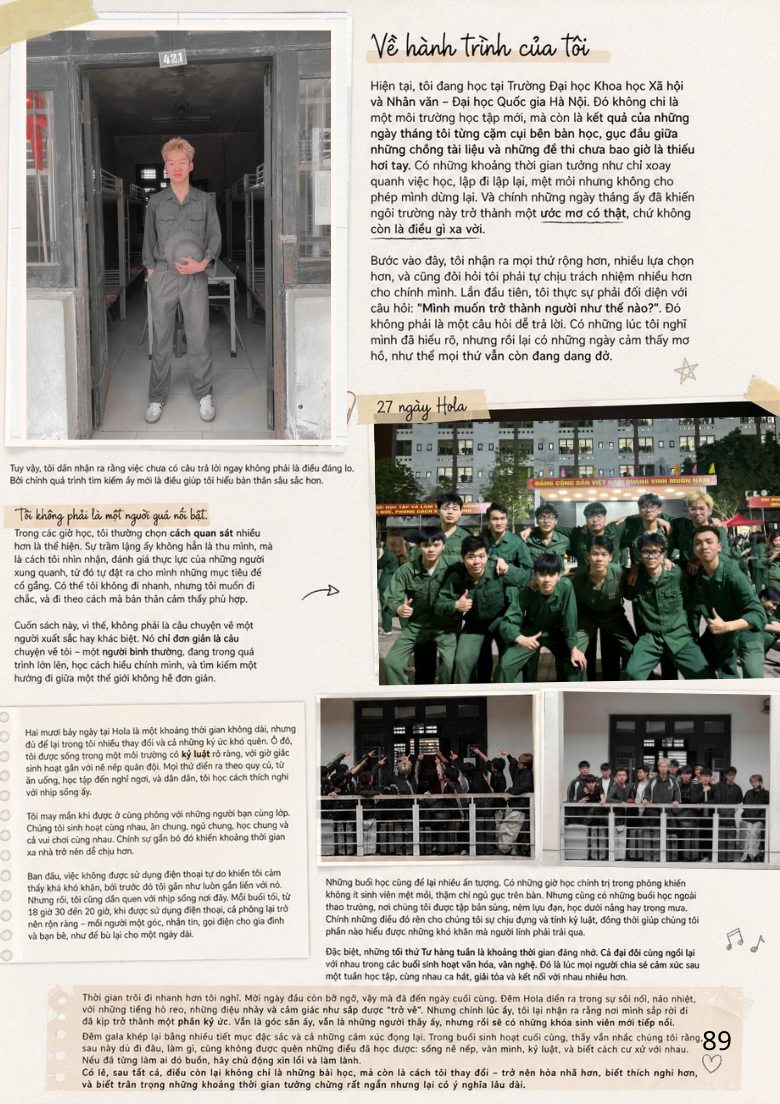 421
Về hành trình của tôi
Hiện tại, tôi đang học tại Trường Đại học Khoa học Xã hội
và Nhân văn – Đại học Quốc gia Hà Nội. Đó không chỉ là
một môi trường học tập mới, mà còn là kết quả của những
ngày tháng tôi từng cặm cụi bên bàn học, gục đầu giữa
những chồng tài liệu và những đề thi chưa bao giờ là thiếu
hơi tay. Có những khoảng thời gian tưởng như chỉ xoay
quanh việc học, lặp đi lặp lại, mệt mỏi nhưng không cho
phép mình dừng lại. Và chính những ngày tháng ấy đã khiến
ngôi trường này trở thành một ước mơ có thật, chứ không
còn là điều gì xa vời.
Bước vào đây, tôi nhận ra mọi thứ rộng hơn, nhiều lựa chọn
hơn, và cũng đòi hỏi tôi phải tự chịu trách nhiệm nhiều hơn
cho chính mình. Lần đầu tiên, tôi thực sự phải đối diện với
câu hỏi: “Mình muốn trở thành người như thế nào?”. Đó
không phải là một câu hỏi dễ trả lời. Có những lúc tôi nghĩ
mình đã hiểu rõ, nhưng rồi lại có những ngày cảm thấy mơ
hồ, như thể mọi thứ vẫn còn đang dang dở.
Tuy vậy, tôi dần nhận ra rằng việc chưa có câu trả lời ngay không phải là điều đáng lo.
Bởi chính quá trình tìm kiếm ấy mới là điều giúp tôi hiểu bản thân sâu sắc hơn.
Tôi không phải là một người quá nổi bật.
Trong các giờ học, tôi thường chọn cách quan sát nhiều
hơn là thể hiện. Sự trầm lặng ấy không hẳn là thu mình, mà
là cách tôi nhìn nhận, đánh giá thực lực của những người
xung quanh, từ đó tự đặt ra cho mình những mục tiêu để
cố gắng. Có thể tôi không đi nhanh, nhưng tôi muốn đi
chắc, và đi theo cách mà bản thân cảm thấy phù hợp.
Cuốn sách này, vì thế, không phải là câu chuyện về một
người xuất sắc hay khác biệt. Nó chỉ đơn giản là câu
chuyện về tôi – một người bình thường, đang trong quá
trình lớn lên, học cách hiểu chính mình, và tìm kiếm một
hướng đi giữa một thế giới không hề đơn giản.
27 ngày Hola
ĐẢNG CỘNG SẢN VIỆT NAM QUANG VINH MUÔN NĂM
Hai mươi bảy ngày tại Hola là một khoảng thời gian không dài, nhưng
đủ để lại trong tôi nhiều thay đổi và cả những ký ức khó quên. Ở đó,
tôi được sống trong một môi trường có kỷ luật rõ ràng, với giờ giấc
sinh hoạt gắn với nề nếp quân đội. Mọi thứ diễn ra theo quy củ, từ
ăn uống, học tập đến nghỉ ngơi, và dần dần, tôi học cách thích nghi
với nhịp sống ấy.
Tôi may mắn khi được ở cùng phòng với những người bạn cùng lớp.
Chúng tôi sinh hoạt cùng nhau, ăn chung, ngủ chung, học chung và
cả vui chơi cùng nhau. Chính sự gắn bó đó khiến khoảng thời gian
xa nhà trở nên dễ chịu hơn.
Ban đầu, việc không được sử dụng điện thoại tự do khiến tôi cảm
thấy khá khó khăn, bởi trước đó tôi gần như luôn gắn liền với nó.
Nhưng rồi, tôi cũng dần quen với nhịp sống nơi đây. Mỗi buổi tối, từ
18 giờ 30 đến 20 giờ, khi được sử dụng điện thoại, cả phòng lại trở
nên rộn ràng – mỗi người một góc, nhắn tin, gọi điện cho gia đình
và bạn bè, như để bù lại cho một ngày dài.
Những buổi học cũng để lại nhiều ấn tượng. Có những giờ học chính trị trong phòng khiến
không ít sinh viên mệt mỏi, thậm chí ngủ gục trên bàn. Nhưng cũng có những buổi học ngoài
thao trường, nơi chúng tôi được tập bắn súng, ném lựu đạn, học dưới nắng hay trong mưa.
Chính những điều đó rèn cho chúng tôi sự chịu đựng và tính kỷ luật, đồng thời giúp chúng tôi
phần nào hiểu được những khó khăn mà người lính phải trải qua.
Đặc biệt, những tối thứ Tư hàng tuần là khoảng thời gian đáng nhớ. Cả đại đội cùng ngồi lại
với nhau trong các buổi sinh hoạt văn hóa, văn nghệ. Đó là lúc mọi người chia sẻ cảm xúc sau
một tuần học tập, cùng nhau ca hát, giải tỏa và kết nối với nhau nhiều hơn.
Thời gian trôi đi nhanh hơn tôi nghĩ. Mới ngày đầu còn bỡ ngỡ, vậy mà đã đến ngày cuối cùng. Đêm Hola diễn ra trong sự sôi nổi, náo nhiệt,
với những tiếng hò reo, những điệu nhảy và cảm giác như sắp được “trở về”. Nhưng chính lúc ấy, tôi lại nhận ra rằng nơi mình sắp rời đi
đã kịp trở thành một phần ký ức. Vẫn là góc sân ấy, vẫn là những người thầy ấy, nhưng rồi sẽ có những khóa sinh viên mới tiếp nối.
Đêm gala khép lại bằng nhiều tiết mục đặc sắc và cả những cảm xúc đọng lại. Trong buổi sinh hoạt cuối cùng, thầy vẫn nhắc chúng tôi rằng,
sau này dù đi đâu, làm gì, cũng không được quên những điều đã học được: sống nề nếp, văn minh, kỷ luật, và biết cách cư xử với nhau.
Nếu đã từng làm ai đó buồn, hãy chủ động xin lỗi và làm lành.
Có lẽ, sau tất cả, điều còn lại không chỉ là những bài học, mà còn là cách tôi thay đổi – trở nên hòa nhã hơn, biết thích nghi hơn,
và biết trân trọng những khoảng thời gian tưởng chừng rất ngắn nhưng lại có ý nghĩa lâu dài.
89